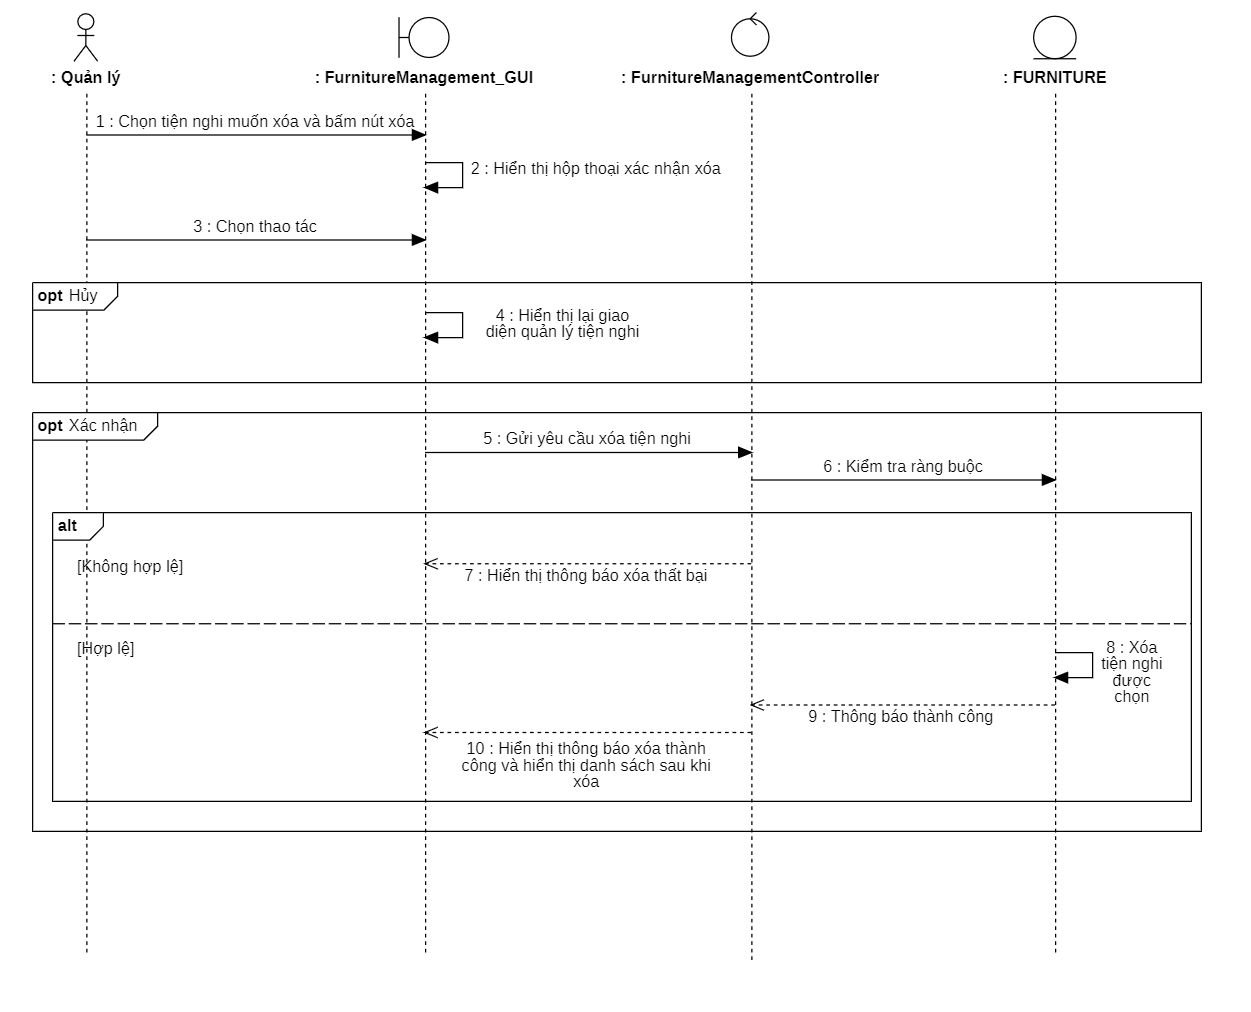 : Quản lý
: FurnitureManagement_GUI
: FurnitureManagementController
: FURNITURE
1 : Chọn tiện nghi muốn xóa và bấm nút xóa
2 : Hiển thị hộp thoại xác nhận xóa
3 : Chọn thao tác
opt Hủy
4 : Hiển thị lại giao
diện quản lý tiện nghi
opt Xác nhận
5 : Gửi yêu cầu xóa tiện nghi
6 : Kiểm tra ràng buộc
alt
[Không hợp lệ]
7 : Hiển thị thông báo xóa thất bại
[Hợp lệ]
8 : Xóa
tiện nghi
được
chọn
9 : Thông báo thành công
10 : Hiển thị thông báo xóa thành
công và hiển thị danh sách sau khi
xóa